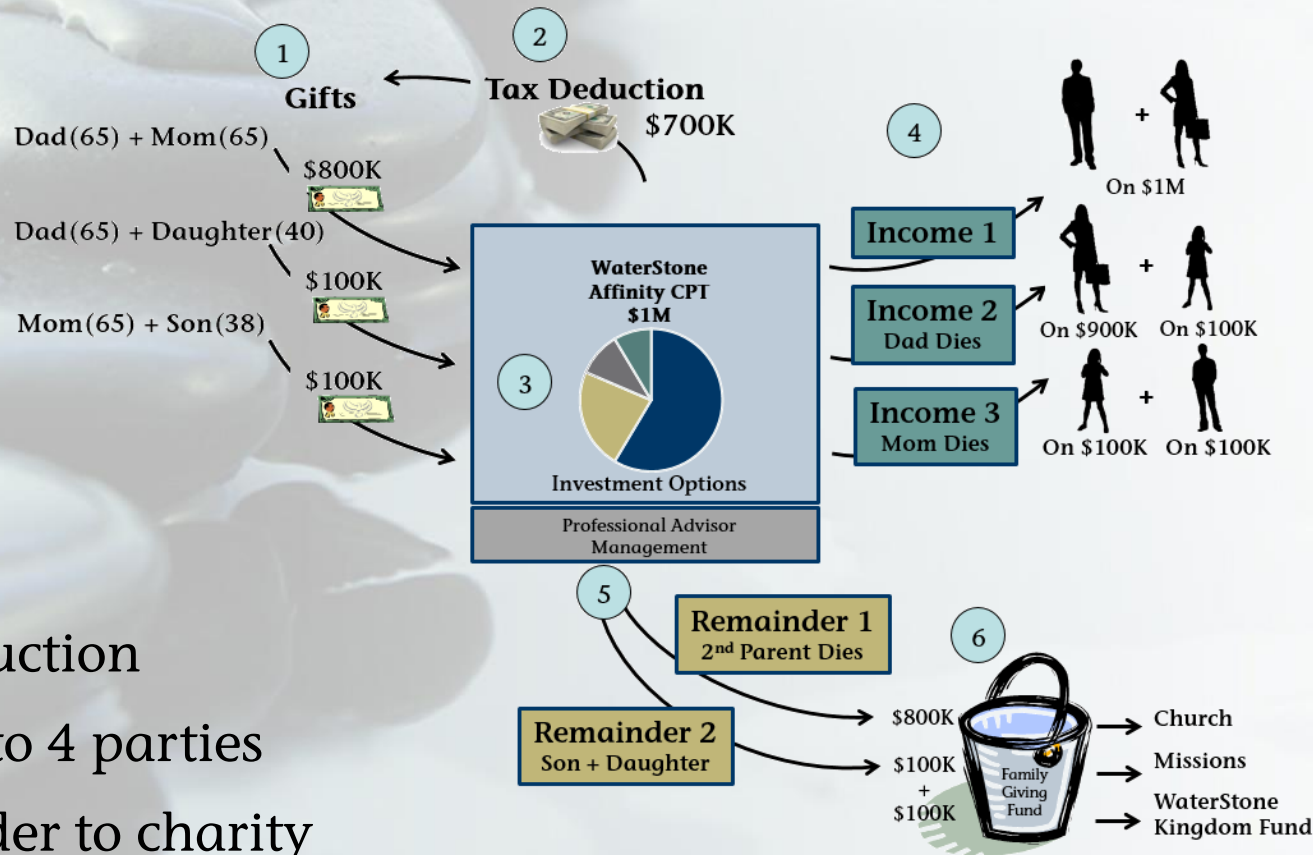 1
Gifts
2
Tax Deduction
$700K
Dad(65) + Mom(65)
$800K
Dad(65) + Daughter(40)
$100K
Mom(65) + Son(38)
$100K
WaterStone
Affinity CPT
$1M
3
Investment Options
Professional Advisor
Management
4
On $1M
Income 1
Income 2
Dad Dies
On $900K On $100K
Income 3
Mom Dies
On $100K On $100K
5
Remainder 1
2nd Parent Dies
Remainder 2
Son + Daughter
6
$800K
$100K
+
$100K
Family
Giving
Fund
Church
Missions
WaterStone
Kingdom Fund
uction
to 4 parties
der to charity